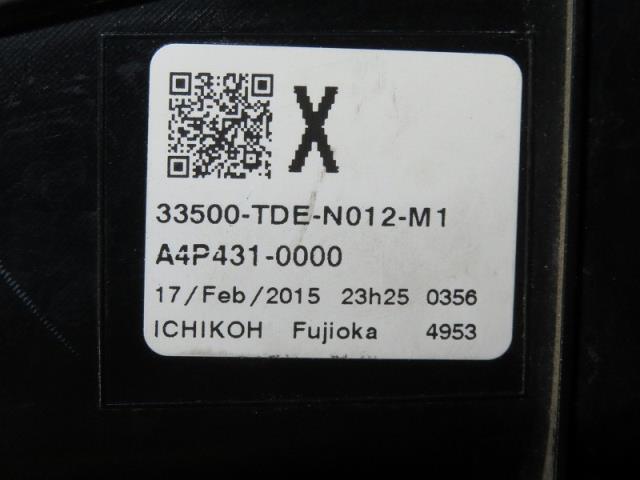 X
33500-TDE-N012-M1
A4P431-0000
17/Feb/2015 23h25 0356
ICHIKOH Fujioka 4953